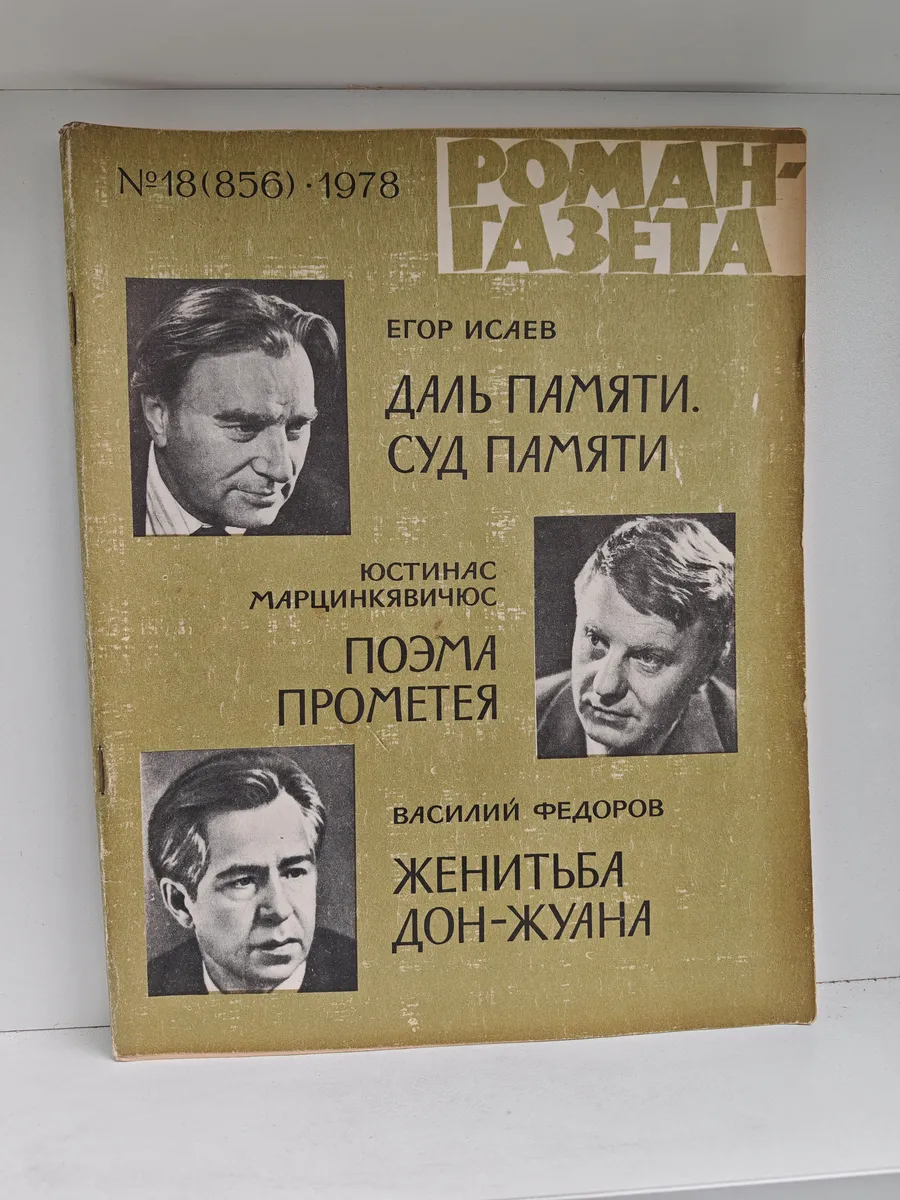 №18(856)·1978
РОМАН-
ГАЗЕТА
ЕГОР ИСАЕВ
ДАЛЬ ПАМЯТИ.
СУД ПАМЯТИ
ЮСТИНАС
МАРЦИНКЯВИЧЮС
ПОЭМА
ПРОМЕТЕЯ
ВАСИЛИЙ ФЕДОРОВ
ЖЕНИТЬБА
ДОН-ЖУАНА